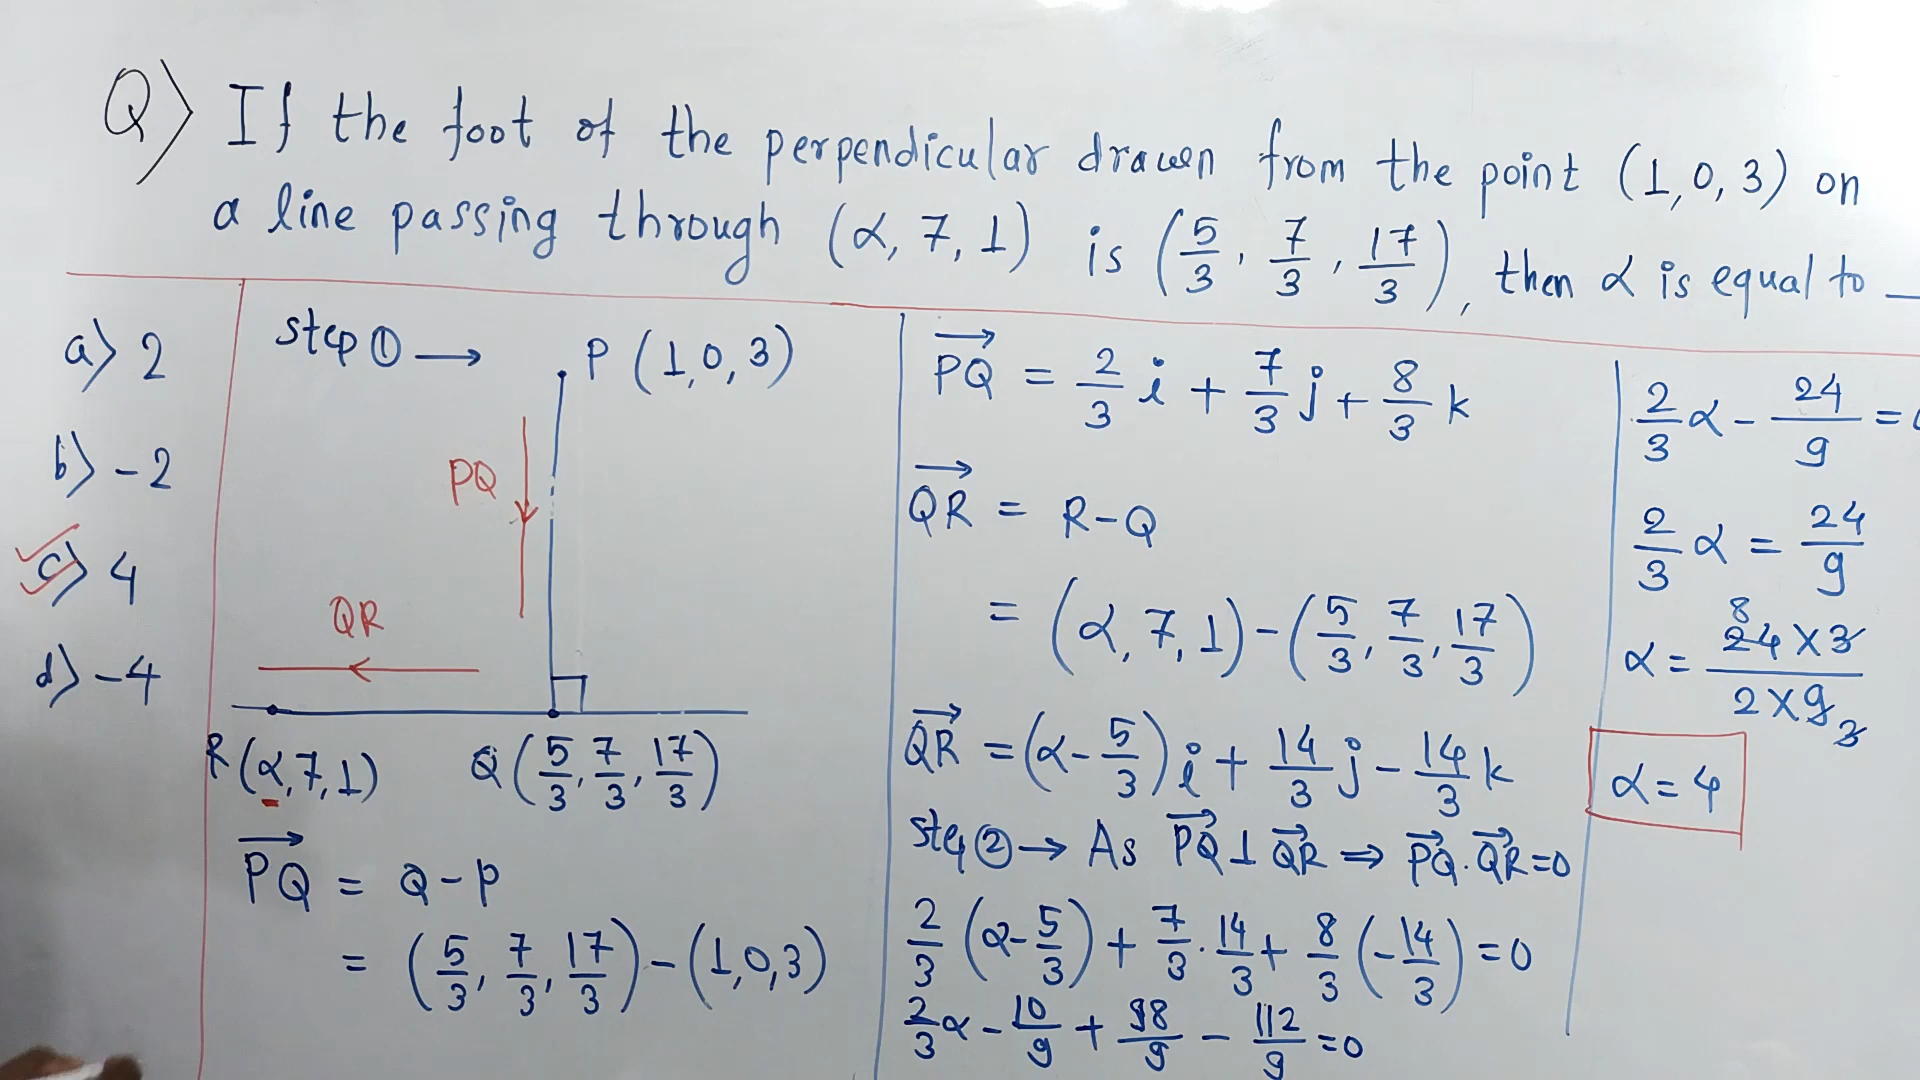 Q) If the foot of the perpendicular drawn from the point (1, 0, 3) on
a line passing through (α, 7, 1) is (5/3, 7/3, 17/3), then α is equal to _
a) 2
b) -2
c) 4
d) -4
step ① → P (1, 0, 3)
PQ
QR
R (α, 7, 1) Q (5/3, 7/3, 17/3)
PQ = Q - P
= (5/3, 7/3, 17/3) - (1, 0, 3)
PQ = 2/3 i + 7/3 j + 8/3 k
QR = R - Q
= (α, 7, 1) - (5/3, 7/3, 17/3)
QR = (α - 5/3) i + 14/3 j - 14/3 k
step ② → As PQ ⊥ QR ⇒ PQ . QR = 0
2/3 (α - 5/3) + 7/3 . 14/3 + 8/3 (-14/3) = 0
2/3 α - 10/9 + 98/9 - 112/9 = 0
2/3 α - 24/9 = 0
2/3 α = 24/9
8
α = 24 × 3 / 2 × 9
3
α = 4